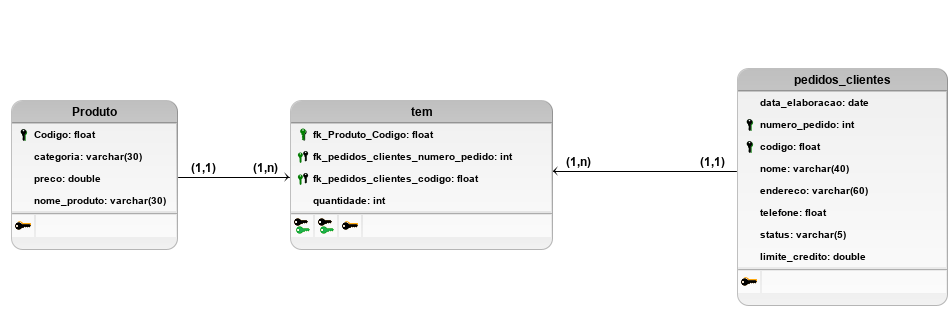 Produto
Codigo: float
categoria: varchar(30)
preco: double
nome_produto: varchar(30)
(1,1)
(1,n)
tem
fk_Produto_Codigo: float
fk_pedidos_clientes_numero_pedido: int
fk_pedidos_clientes_codigo: float
quantidade: int
(1,n)
(1,1)
pedidos_clientes
data_elaboracao: date
numero_pedido: int
codigo: float
nome: varchar(40)
endereco: varchar(60)
telefone: float
status: varchar(5)
limite_credito: double